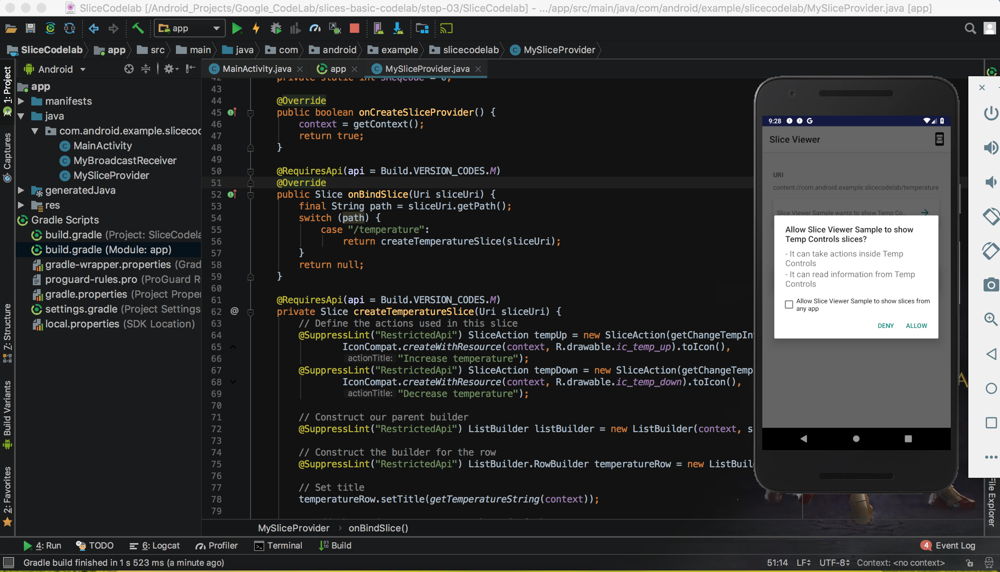 SliceCodelab [/Android_Projects/Google_CodeLab/slices-basic-codelab/step-03/SliceCodelab] - .../app/src/main/java/com/android/example/slicecodelab/MySliceProvider.java [app]
app
SliceCodelab app src main java com android example slicecodelab MySliceProvider
1: Project
Captures
7: Structure
Build Variants
2: Favorites
Android
app
manifests
java
com.android.example.slicecod
MainActivity
MyBroadcastReceiver
MySliceProvider
generatedJava
res
Gradle Scripts
build.gradle (Project: SliceCodela
build.gradle (Module: app)
gradle-wrapper.properties (Grad
proguard-rules.pro (ProGuard R
gradle.properties (Project Proper
settings.gradle (Project Settings
local.properties (SDK Location)
MainActivity.java app MySliceProvider.java
42 private static int sReqCode = 0;
43
44 @Override
45 public boolean onCreateSliceProvider() {
46 context = getContext();
47 return true;
48 }
49
50 @RequiresApi(api = Build.VERSION_CODES.M)
51 @Override
52 public Slice onBindSlice(Uri sliceUri) {
53 final String path = sliceUri.getPath();
54 switch (path) {
55 case "/temperature":
56 return createTemperatureSlice(sliceUri);
57 }
58 return null;
59 }
60
61 @RequiresApi(api = Build.VERSION_CODES.M)
62 @ private Slice createTemperatureSlice(Uri sliceUri) {
63 // Define the actions used in this slice
64 @SuppressLint("RestrictedApi") SliceAction tempUp = new SliceAction(getChangeTempIn
65 IconCompat.createWithResource(context, R.drawable.ic_temp_up).toIcon(),
66 actionTitle: "Increase temperature");
67 @SuppressLint("RestrictedApi") SliceAction tempDown = new SliceAction(getChangeTemp
68 IconCompat.createWithResource(context, R.drawable.ic_temp_down).toIcon(),
69 actionTitle: "Decrease temperature");
70
71 // Construct our parent builder
72 @SuppressLint("RestrictedApi") ListBuilder listBuilder = new ListBuilder(context, s
73
74 // Construct the builder for the row
75 @SuppressLint("RestrictedApi") ListBuilder.RowBuilder temperatureRow = new ListBuil
76
77 // Set title
78 temperatureRow.setTitle(getTemperatureString(context));
79
MySliceProvider › onBindSlice()
9:28 G
Slice Viewer
URI
content://com.android.example.slicecodelab/temperature
Slice Viewer Sample wants to show Temp Co...
Allow Slice Viewer Sample to show
Temp Controls slices?
- It can take actions inside Temp
Controls
- It can read information from Temp
Controls
Allow Slice Viewer Sample to show slices from
any app
DENY ALLOW
A
File Explorer
4: Run TODO 6: Logcat Profiler Terminal Build
4 Event Log
Gradle build finished in 1 s 523 ms (a minute ago)
51:14 LF UTF-8 Context: <no context>